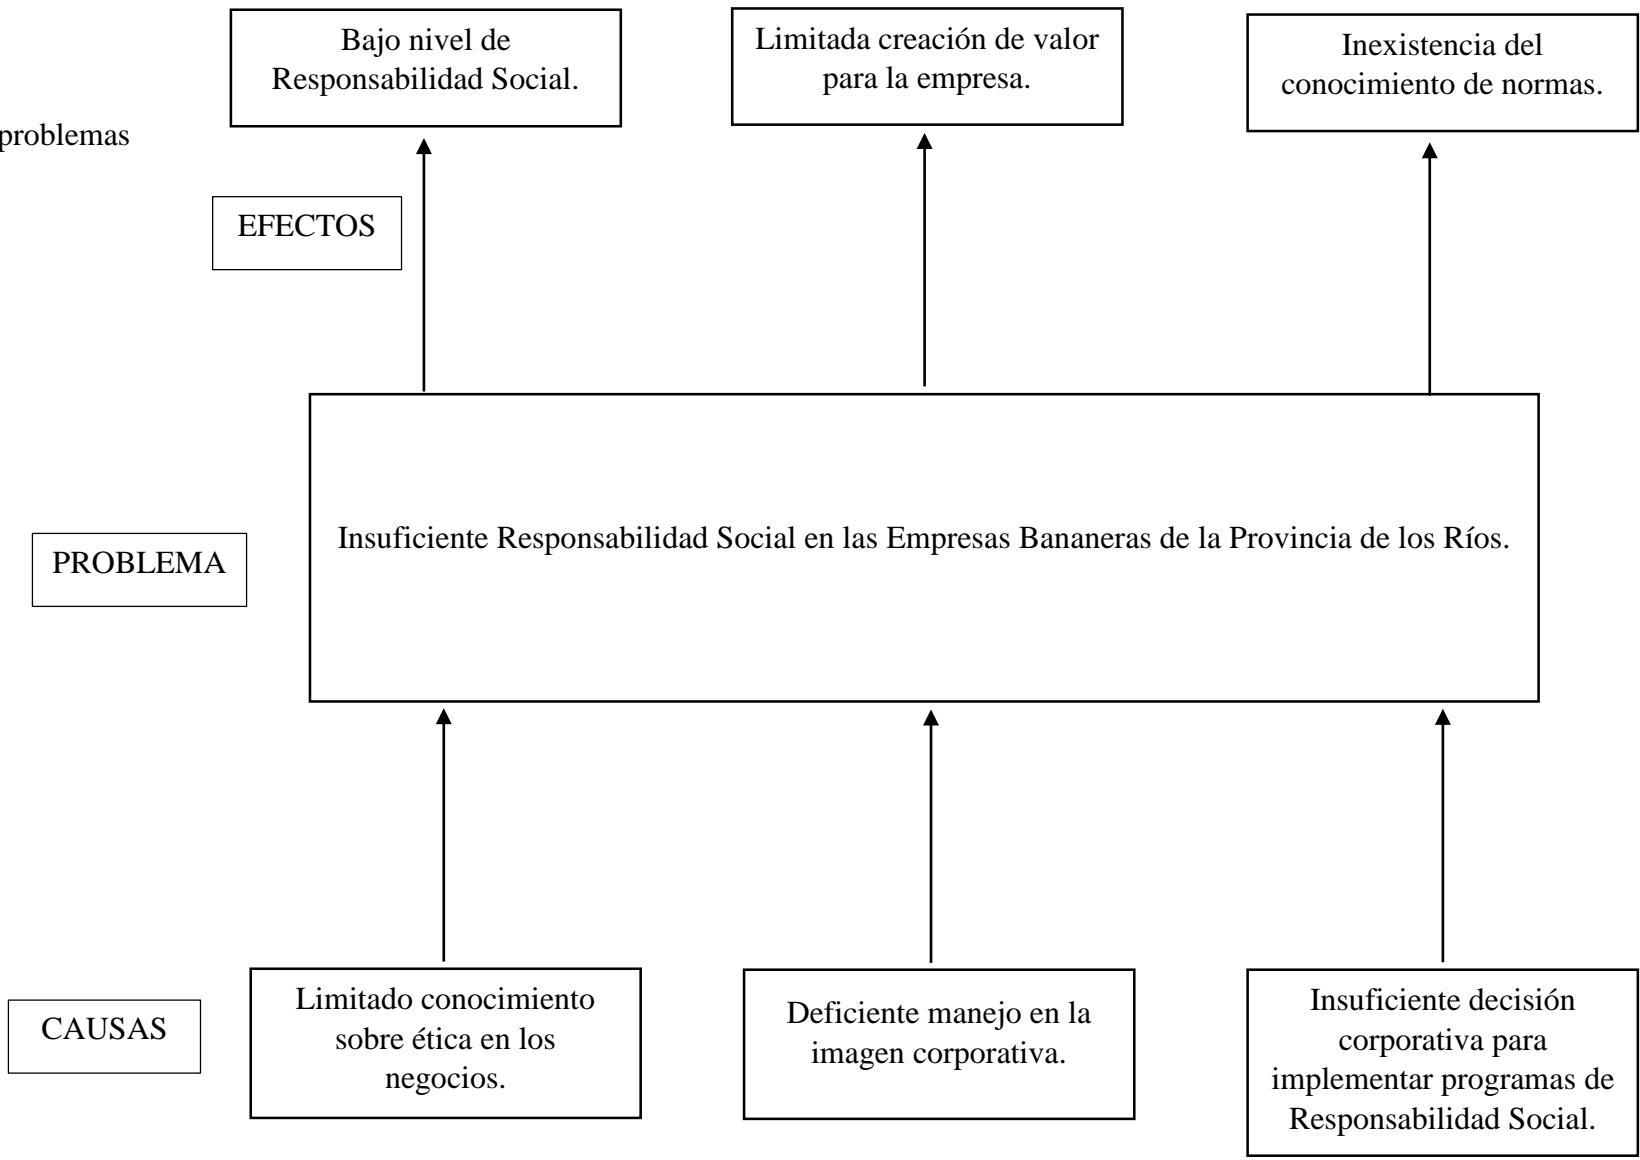 Bajo nivel de
Responsabilidad Social.
Limitada creación de valor
para la empresa.
Inexistencia del
conocimiento de normas.
problemas
EFECTOS
Insuficiente Responsabilidad Social en las Empresas Bananeras de la Provincia de los Ríos.
PROBLEMA
Limitado conocimiento
sobre ética en los
negocios.
Deficiente manejo en la
imagen corporativa.
Insuficiente decisión
corporativa para
implementar programas de
Responsabilidad Social.
CAUSAS